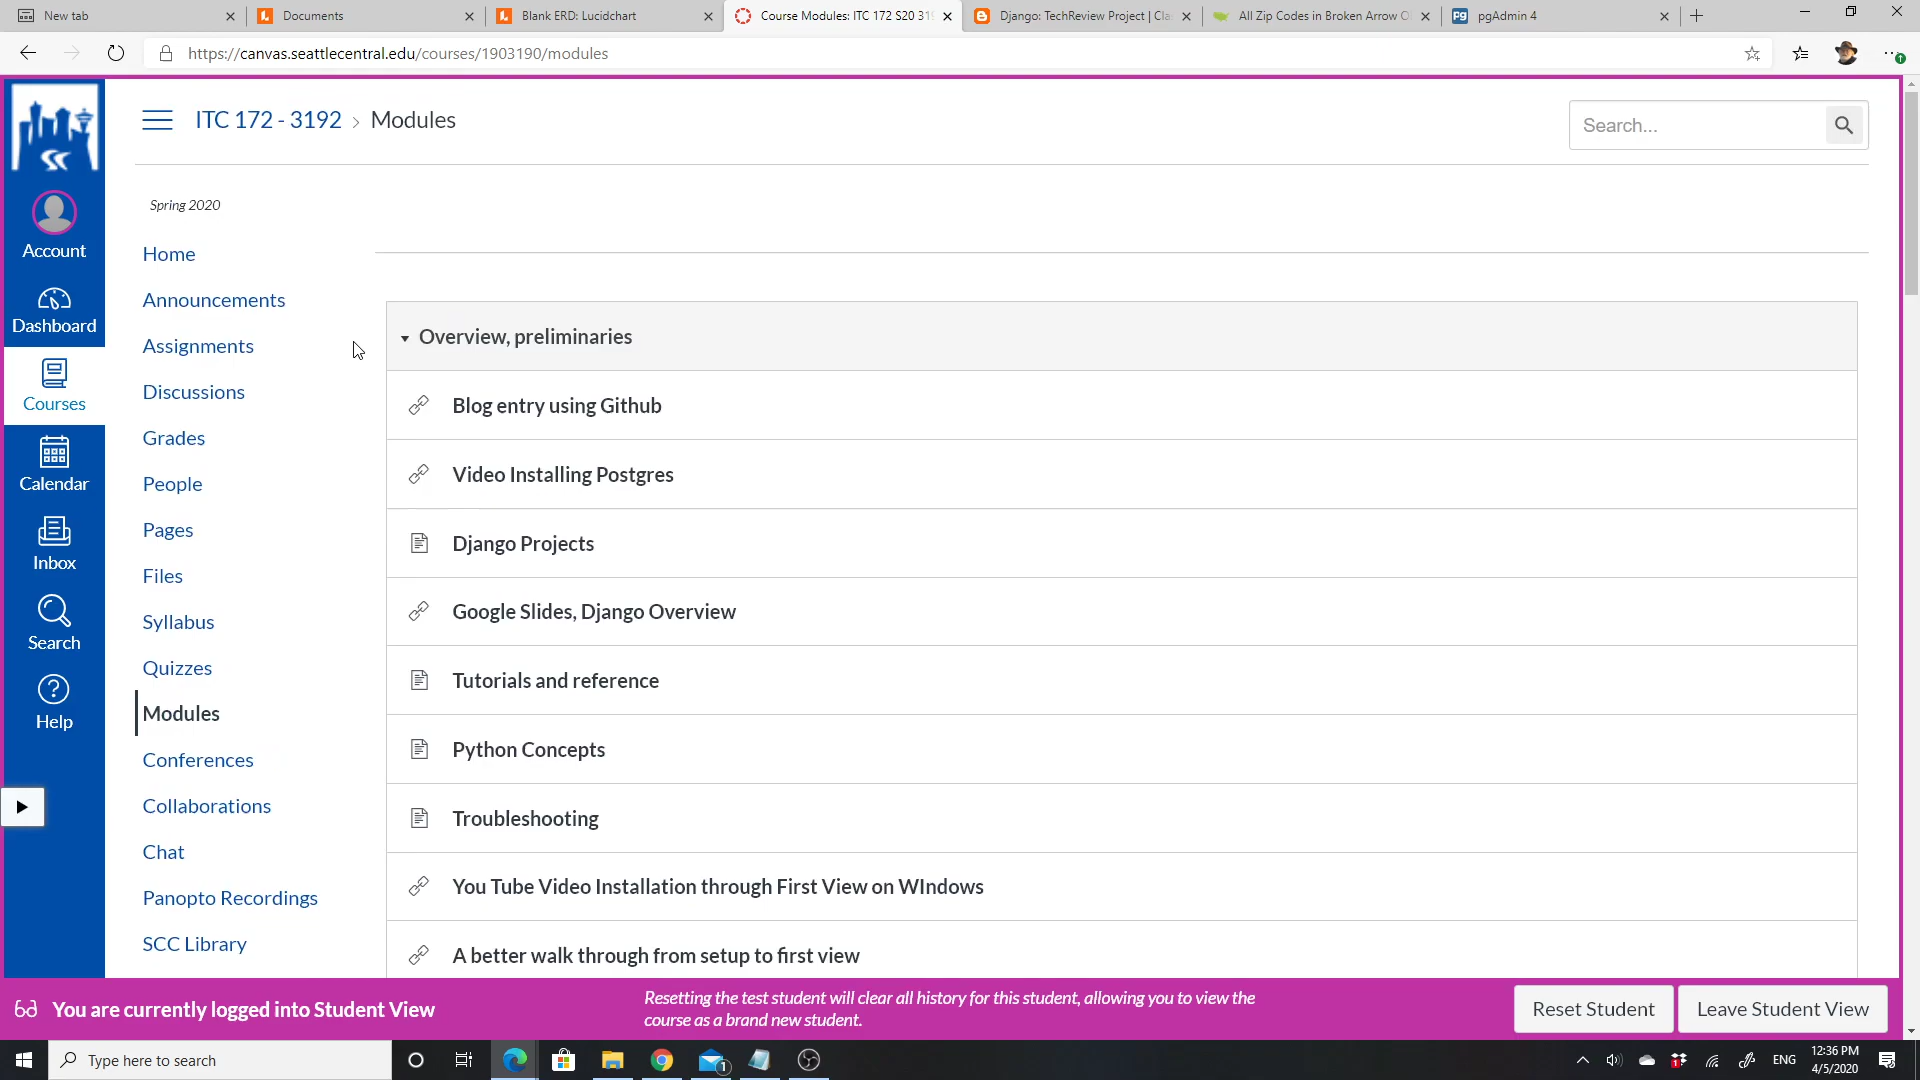 New tab
Documents
Blank ERD: Lucidchart
Course Modules: ITC 172 S20 319
Django: TechReview Project | Cla
All Zip Codes in Broken Arrow O
pgAdmin 4
https://canvas.seattlecentral.edu/courses/1903190/modules
ITC 172 - 3192 › Modules
Search...
Spring 2020
Account
Dashboard
Courses
Calendar
Inbox
Search
Help
Home
Announcements
Assignments
Discussions
Grades
People
Pages
Files
Syllabus
Quizzes
Modules
Conferences
Collaborations
Chat
Panopto Recordings
SCC Library
Overview, preliminaries
Blog entry using Github
Video Installing Postgres
Django Projects
Google Slides, Django Overview
Tutorials and reference
Python Concepts
Troubleshooting
You Tube Video Installation through First View on WIndows
A better walk through from setup to first view
You are currently logged into Student View
Resetting the test student will clear all history for this student, allowing you to view the
course as a brand new student.
Reset Student
Leave Student View
Type here to search
1
ENG
12:36 PM
4/5/2020